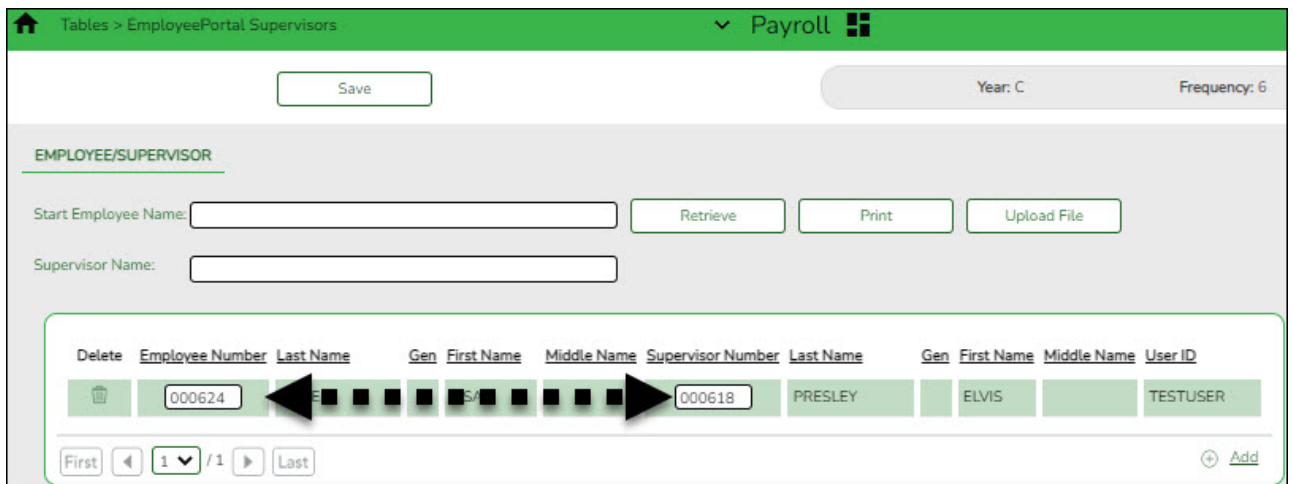 Tables > EmployeePortal Supervisors Payroll
Save Year: C Frequency: 6
EMPLOYEE/SUPERVISOR
Start Employee Name: Retrieve Print Upload File
Supervisor Name:
Delete Employee Number Last Name Gen First Name Middle Name Supervisor Number Last Name Gen First Name Middle Name User ID
000624 000618 PRESLEY ELVIS TESTUSER
First 1 / 1 Last Add